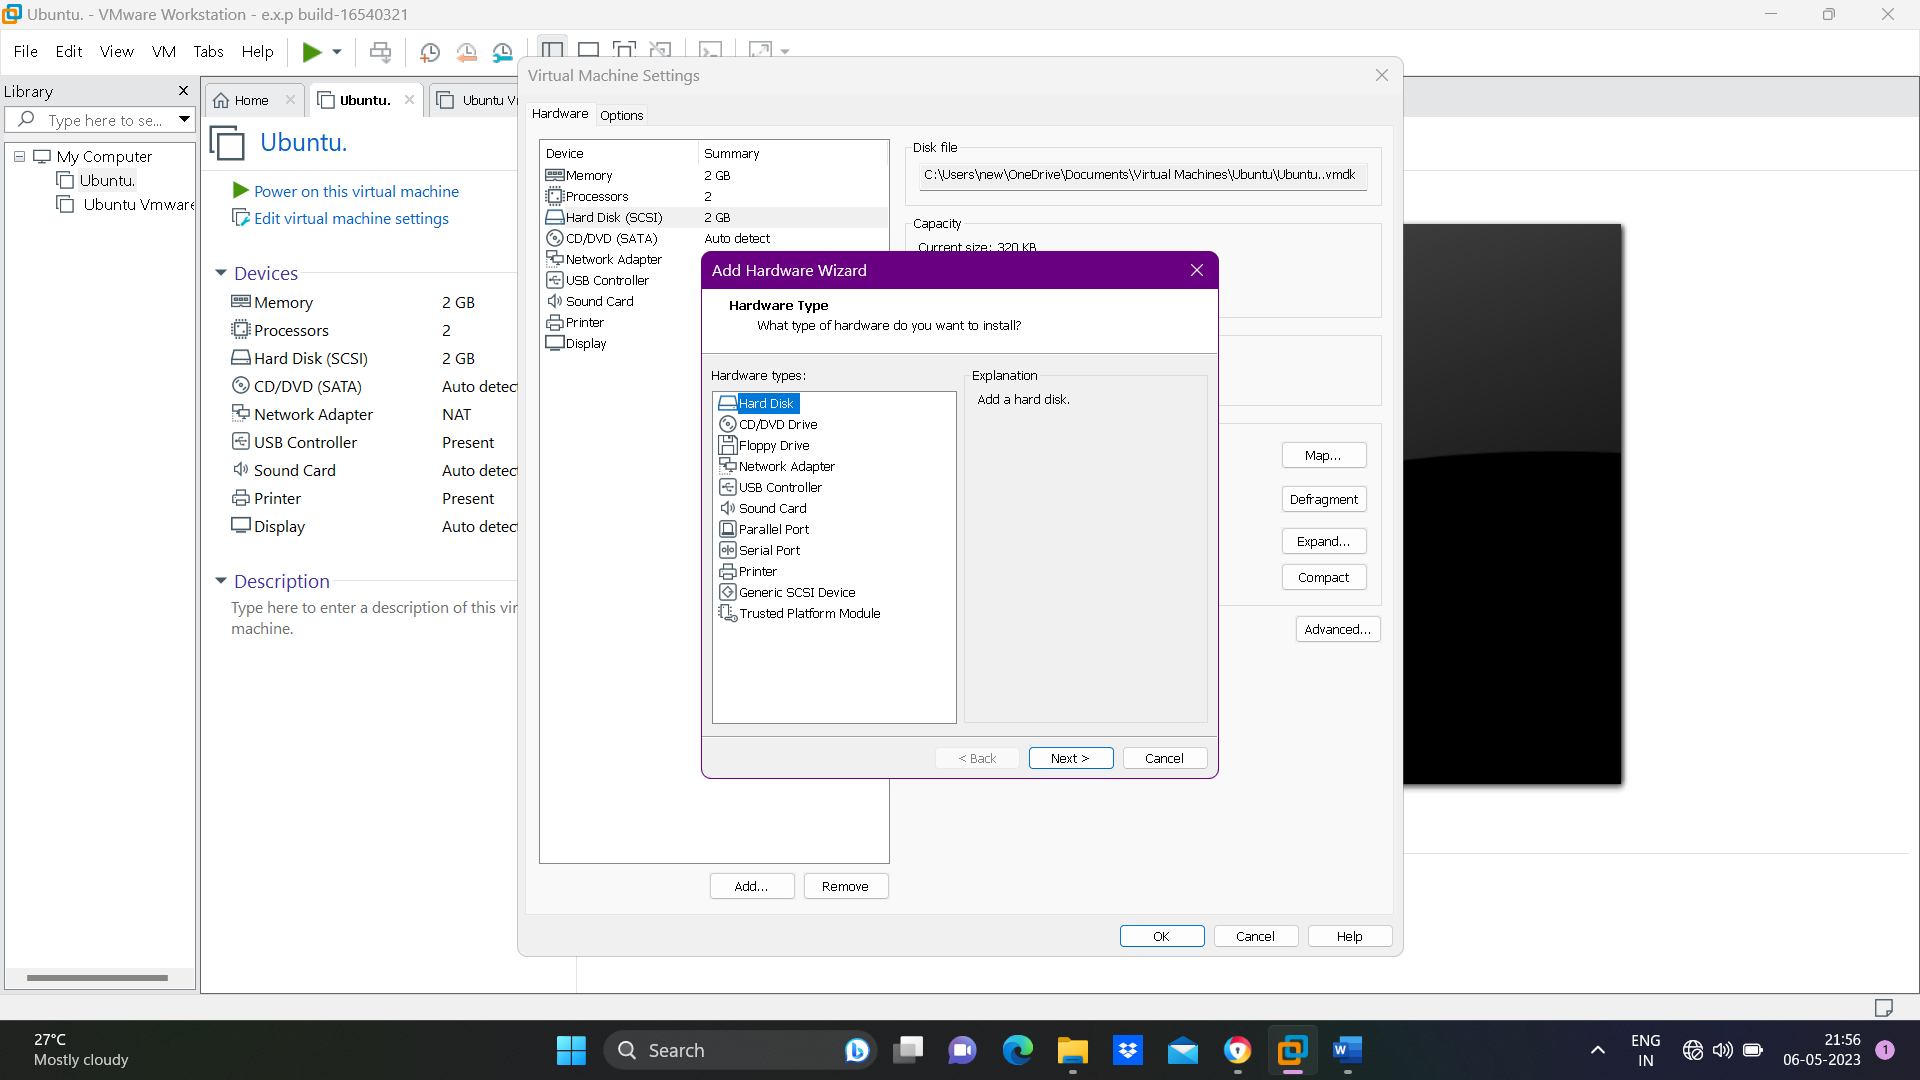 Ubuntu. - VMware Workstation - e.x.p build-16540321
File Edit View VM Tabs Help
Library
Type here to se...
My Computer
Ubuntu.
Ubuntu Vmware
Home
Ubuntu.
Ubuntu V
Ubuntu.
Power on this virtual machine
Edit virtual machine settings
Devices
Memory 2 GB
Processors 2
Hard Disk (SCSI) 2 GB
CD/DVD (SATA) Auto detect
Network Adapter NAT
USB Controller Present
Sound Card Auto detect
Printer Present
Display Auto detect
Description
Type here to enter a description of this vir
machine.
Virtual Machine Settings
Hardware Options
Device Summary
Memory 2 GB
Processors 2
Hard Disk (SCSI) 2 GB
CD/DVD (SATA) Auto detect
Network Adapter
USB Controller
Sound Card
Printer
Display
Add... Remove
Disk file
C:\Users\new\OneDrive\Documents\Virtual Machines\Ubuntu\Ubuntu..vmdk
Capacity
Current size: 320 KB
Map...
Defragment
Expand...
Compact
Advanced...
OK Cancel Help
Add Hardware Wizard
Hardware Type
What type of hardware do you want to install?
Hardware types:
Hard Disk
CD/DVD Drive
Floppy Drive
Network Adapter
USB Controller
Sound Card
Parallel Port
Serial Port
Printer
Generic SCSI Device
Trusted Platform Module
Explanation
Add a hard disk.
< Back Next > Cancel
27°C
Mostly cloudy
Search
ENG
IN
21:56
06-05-2023
1